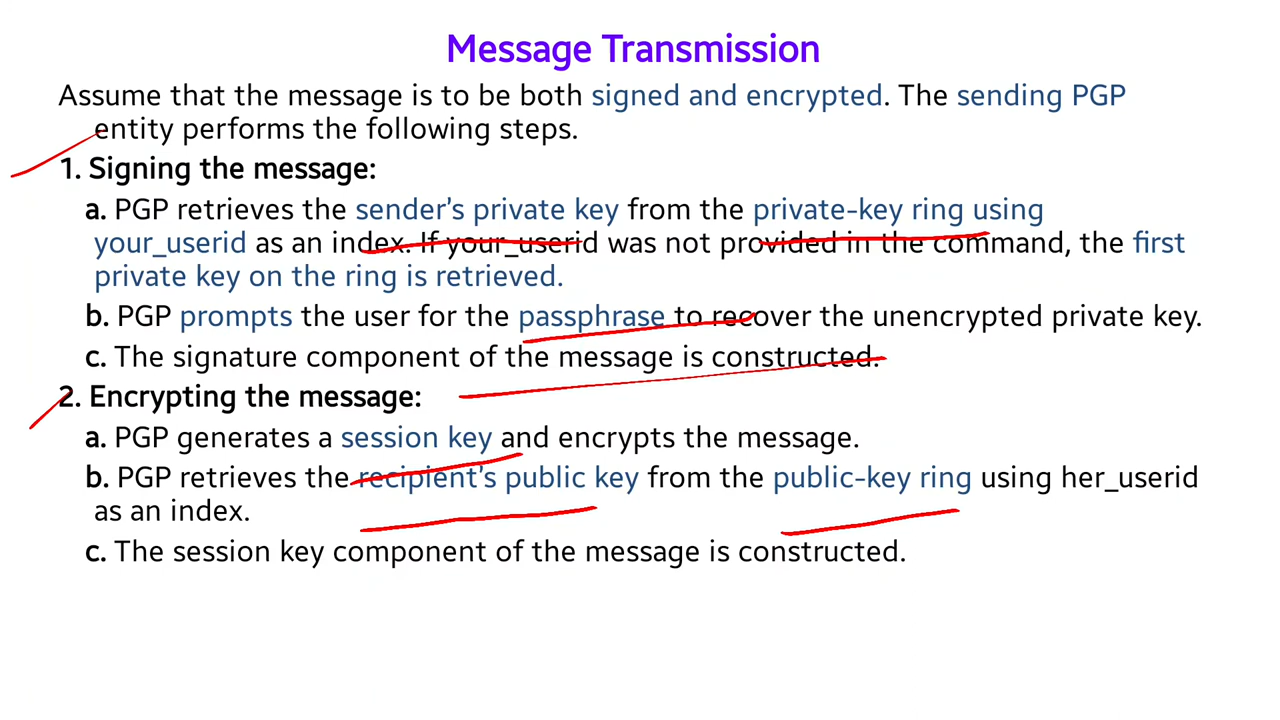 Message Transmission
Assume that the message is to be both signed and encrypted. The sending PGP
entity performs the following steps.
1. Signing the message:
a. PGP retrieves the sender’s private key from the private-key ring using
your_userid as an index. If your_userid was not provided in the command, the first
private key on the ring is retrieved.
b. PGP prompts the user for the passphrase to recover the unencrypted private key.
c. The signature component of the message is constructed.
2. Encrypting the message:
a. PGP generates a session key and encrypts the message.
b. PGP retrieves the recipient’s public key from the public-key ring using her_userid
as an index.
c. The session key component of the message is constructed.